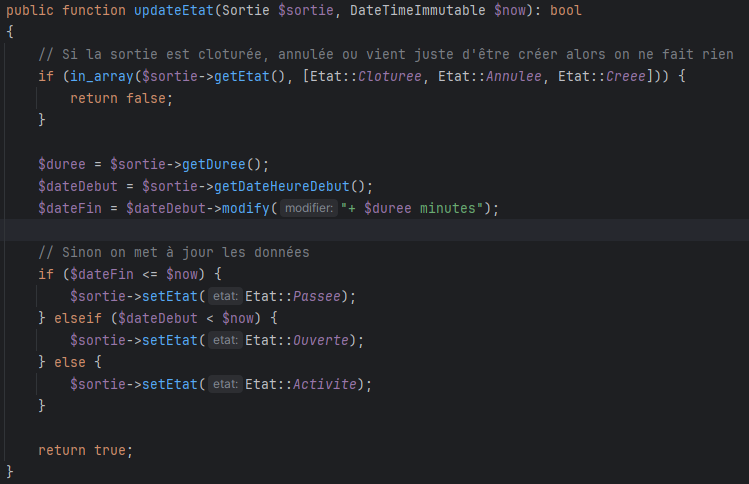 public function updateEtat(Sortie $sortie, DateTimeImmutable $now): bool
{
    // Si la sortie est cloturée, annulée ou vient juste d'être créer alors on ne fait rien
    if (in_array($sortie->getEtat(), [Etat::Cloturee, Etat::Annulee, Etat::Creee])) {
        return false;
    }

    $duree = $sortie->getDuree();
    $dateDebut = $sortie->getDateHeureDebut();
    $dateFin = $dateDebut->modify( modifier: "+ $duree minutes");

    // Sinon on met à jour les données
    if ($dateFin <= $now) {
        $sortie->setEtat( etat: Etat::Passee);
    } elseif ($dateDebut < $now) {
        $sortie->setEtat( etat: Etat::Ouverte);
    } else {
        $sortie->setEtat( etat: Etat::Activite);
    }

    return true;
}